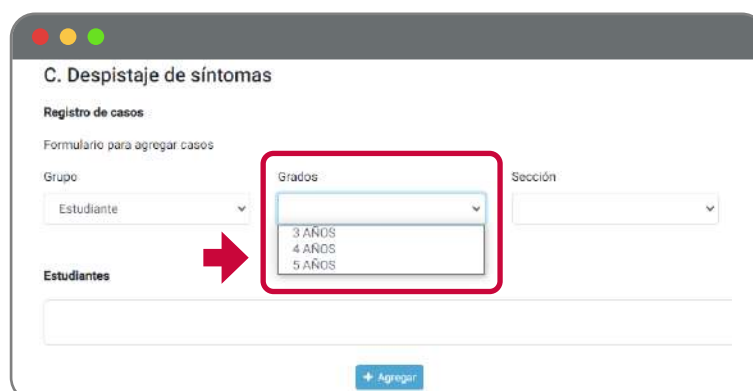 C. Despistaje de síntomas
Registro de casos
Formulario para agregar casos
Grupo Grados Sección
Estudiante
3 AÑOS
4 AÑOS
5 AÑOS
Estudiantes
+ Agregar